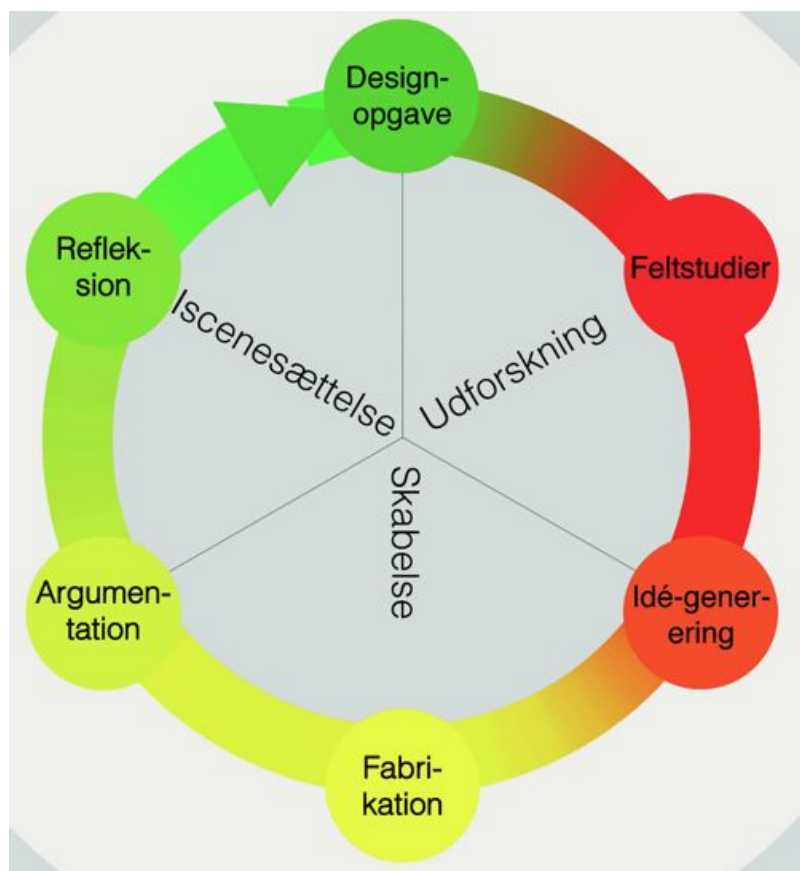 Design-
opgave
Feltstudier
Idé-gener-
ering
Fabri-
kation
Argumen-
tation
Reflek-
sion
Iscenesættelse
Udforskning
Skabelse